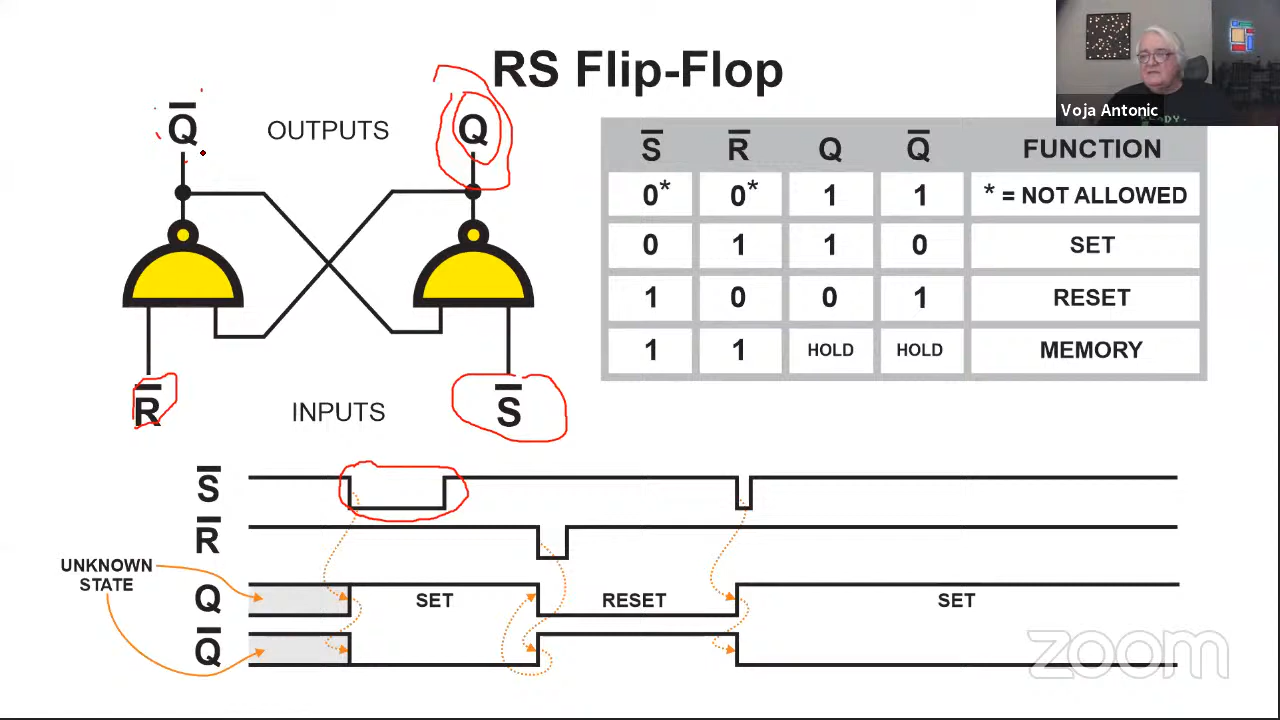 RS Flip-Flop
Voja Antonic
READY.
Q̅ OUTPUTS Q
R̅ INPUTS S̅
S̅ R̅ Q Q̅ FUNCTION
0* 0* 1 1 * = NOT ALLOWED
0 1 1 0 SET
1 0 0 1 RESET
1 1 HOLD HOLD MEMORY
S̅
R̅
UNKNOWN
STATE
Q SET RESET SET
Q̅
zoom